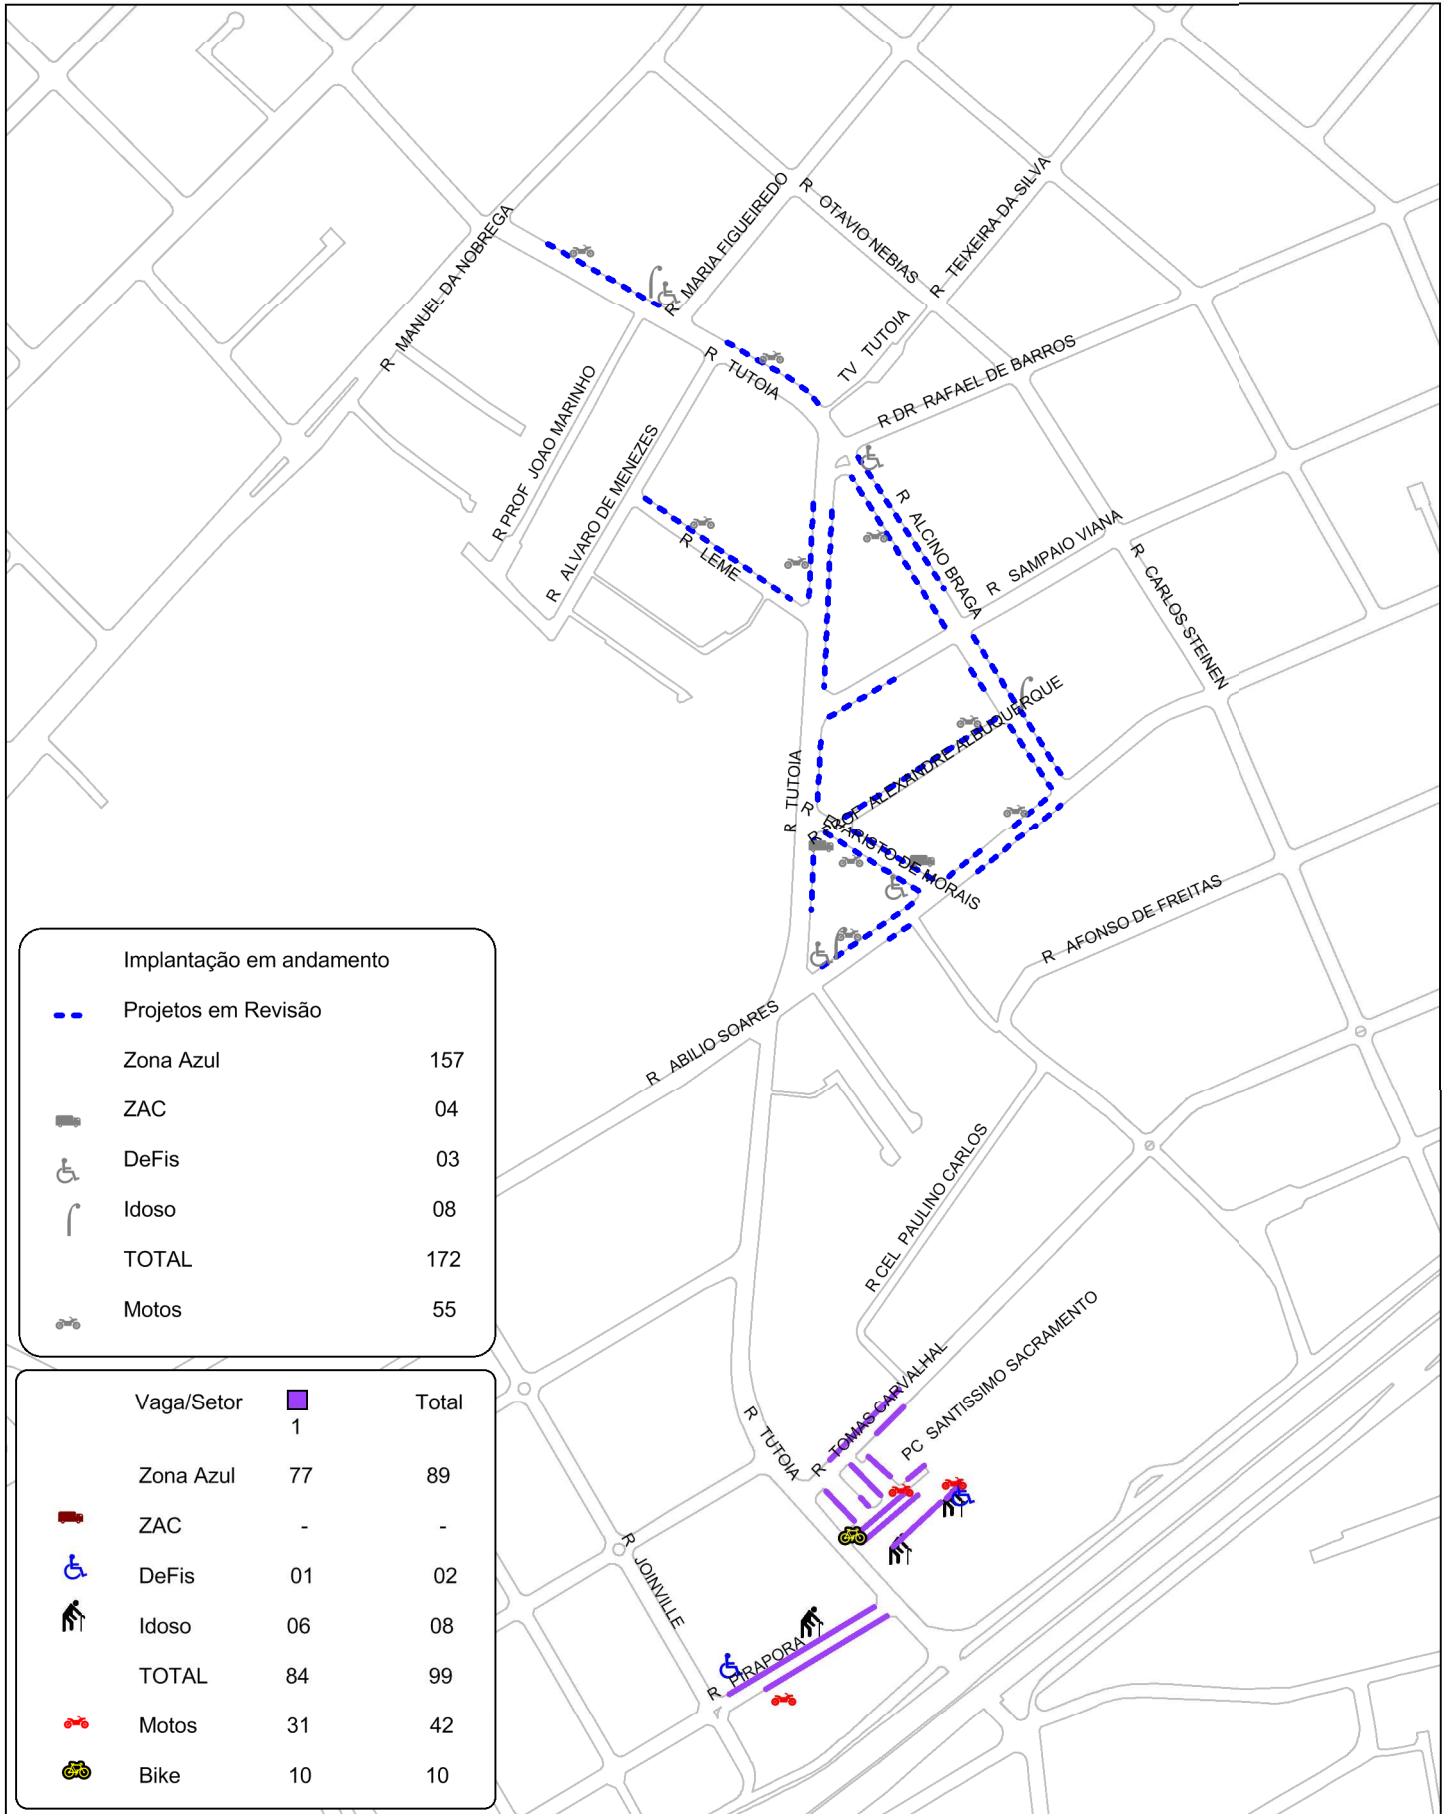 R MANUEL DA NOBREGA
R MARIA FIGUEIREDO
R OTAVIO NEBIAS
R TEIXEIRA DA SILVA
TV TUTOIA
R TUTOIA
R DR RAFAEL DE BARROS
R PROF JOAO MARINHO
R ALVARO DE MENEZES
R LEME
R ALCINO BRAGA
R SAMPAIO VIANA
R CARLOS STEINEN
R TUTOIA
R PROF ALEXANDRE ALBUQUERQUE
R EVARISTO DE MORAIS
R AFONSO DE FREITAS
R ABILIO SOARES
R CEL PAULINO CARLOS
R TOMAS CARVALHAL
PC SANTISSIMO SACRAMENTO
R TUTOIA
R JOINVILLE
R PIRAPORA
Implantação em andamento
Projetos em Revisão
Zona Azul 157
ZAC 04
DeFis 03
Idoso 08
TOTAL 172
Motos 55
Vaga/Setor Total
1
Zona Azul 77 89
ZAC - -
DeFis 01 02
Idoso 06 08
TOTAL 84 99
Motos 31 42
Bike 10 10